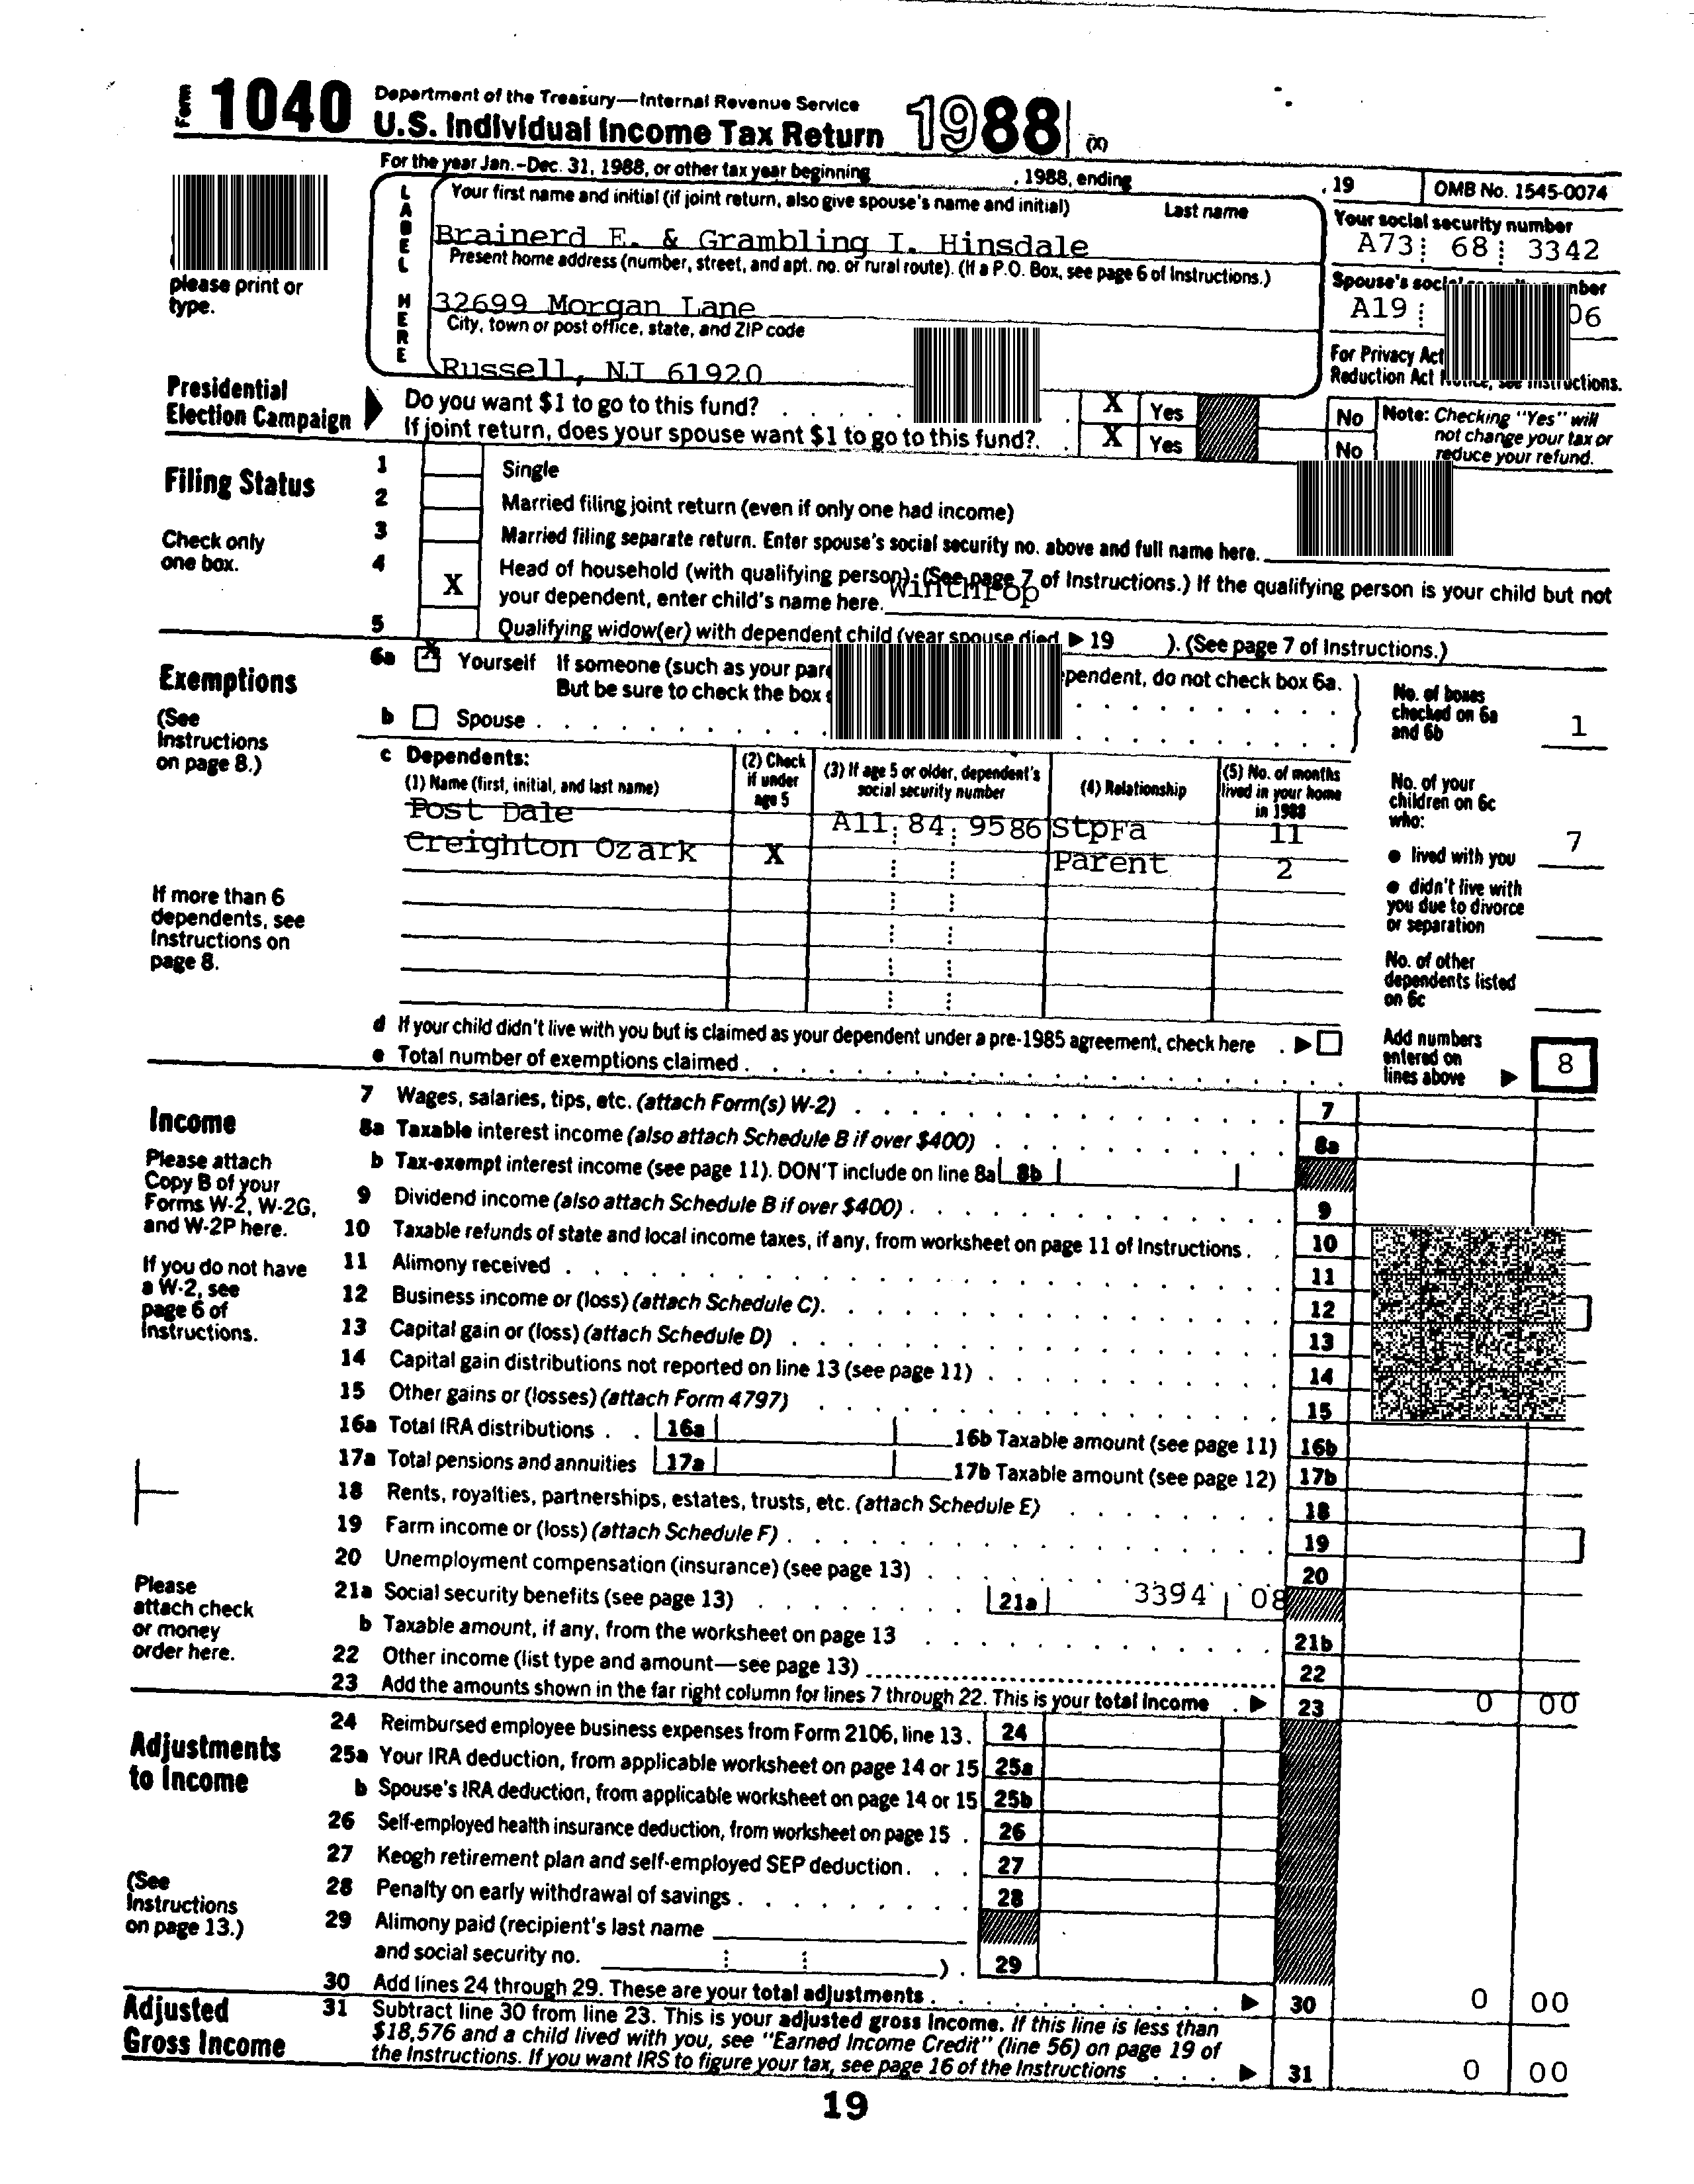 Form 1040 Department of the Treasury—Internal Revenue Service
U.S. Individual Income Tax Return 1988 (X)
For the year Jan.–Dec. 31, 1988, or other tax year beginning , 1988, ending , 19 OMB No. 1545-0074
LABEL HERE
Your first name and initial (if joint return, also give spouse's name and initial) Last name
Your social security number
Brainerd E. & Grambling I. Hinsdale
A73 68 3342
Present home address (number, street, and apt. no. or rural route). (If a P.O. Box, see page 6 of Instructions.)
please print or
type.
32699 Morgan Lane
A19 06
City, town or post office, state, and ZIP code
For Privacy Act
Reduction Act Notice, see Instructions.
Russell, NJ 61920
Presidential
Election Campaign
Do you want $1 to go to this fund? X Yes No
If joint return, does your spouse want $1 to go to this fund? X Yes No
Note: Checking "Yes" will
not change your tax or
reduce your refund.
Filing Status
Check only
one box.
1 Single
2 Married filing joint return (even if only one had income)
3 Married filing separate return. Enter spouse's social security no. above and full name here.
4 X Head of household (with qualifying person). (See page 7 of Instructions.) If the qualifying person is your child but not
your dependent, enter child's name here. Winthrop
5 Qualifying widow(er) with dependent child (year spouse died ▶ 19 ). (See page 7 of Instructions.)
Exemptions
(See
Instructions
on page 8.)
6a X Yourself If someone (such as your pendent, do not check box 6a.
But be sure to check the box
b Spouse
No. of boxes
checked on 6a
and 6b 1
c Dependents:
(1) Name (first, initial, and last name)
(2) Check
if under
age 5
(3) If age 5 or older, dependent's
social security number
(4) Relationship
(5) No. of months
lived in your home
in 1988
Post Dale A11 84 9586 StpFa 11
Creighton Ozark X Parent 2
No. of your
children on 6c
who:
● lived with you 7
● didn't live with
you due to divorce
or separation
No. of other
dependents listed
on 6c
If more than 6
dependents, see
Instructions on
page 8.
d If your child didn't live with you but is claimed as your dependent under a pre-1985 agreement, check here ▶
e Total number of exemptions claimed
Add numbers
entered on
lines above ▶ 8
Income
Please attach
Copy B of your
Forms W-2, W-2G,
and W-2P here.
If you do not have
a W-2, see
page 6 of
Instructions.
Please
attach check
or money
order here.
7 Wages, salaries, tips, etc. (attach Form(s) W-2) 7
8a Taxable interest income (also attach Schedule B if over $400) 8a
b Tax-exempt interest income (see page 11). DON'T include on line 8a 8b
9 Dividend income (also attach Schedule B if over $400) 9
10 Taxable refunds of state and local income taxes, if any, from worksheet on page 11 of Instructions 10
11 Alimony received 11
12 Business income or (loss) (attach Schedule C) 12
13 Capital gain or (loss) (attach Schedule D) 13
14 Capital gain distributions not reported on line 13 (see page 11) 14
15 Other gains or (losses) (attach Form 4797) 15
16a Total IRA distributions 16a 16b Taxable amount (see page 11) 16b
17a Total pensions and annuities 17a 17b Taxable amount (see page 12) 17b
18 Rents, royalties, partnerships, estates, trusts, etc. (attach Schedule E) 18
19 Farm income or (loss) (attach Schedule F) 19
20 Unemployment compensation (insurance) (see page 13) 20
21a Social security benefits (see page 13) 21a 3394 08
b Taxable amount, if any, from the worksheet on page 13 21b
22 Other income (list type and amount—see page 13) 22
23 Add the amounts shown in the far right column for lines 7 through 22. This is your total income ▶ 23 0 00
Adjustments
to Income
(See
Instructions
on page 13.)
24 Reimbursed employee business expenses from Form 2106, line 13. 24
25a Your IRA deduction, from applicable worksheet on page 14 or 15 25a
b Spouse's IRA deduction, from applicable worksheet on page 14 or 15 25b
26 Self-employed health insurance deduction, from worksheet on page 15 26
27 Keogh retirement plan and self-employed SEP deduction 27
28 Penalty on early withdrawal of savings 28
29 Alimony paid (recipient's last name
and social security no. ) 29
30 Add lines 24 through 29. These are your total adjustments ▶ 30 0 00
Adjusted
Gross Income
31 Subtract line 30 from line 23. This is your adjusted gross income. If this line is less than
$18,576 and a child lived with you, see "Earned Income Credit" (line 56) on page 19 of
the Instructions. If you want IRS to figure your tax, see page 16 of the Instructions ▶ 31 0 00
19